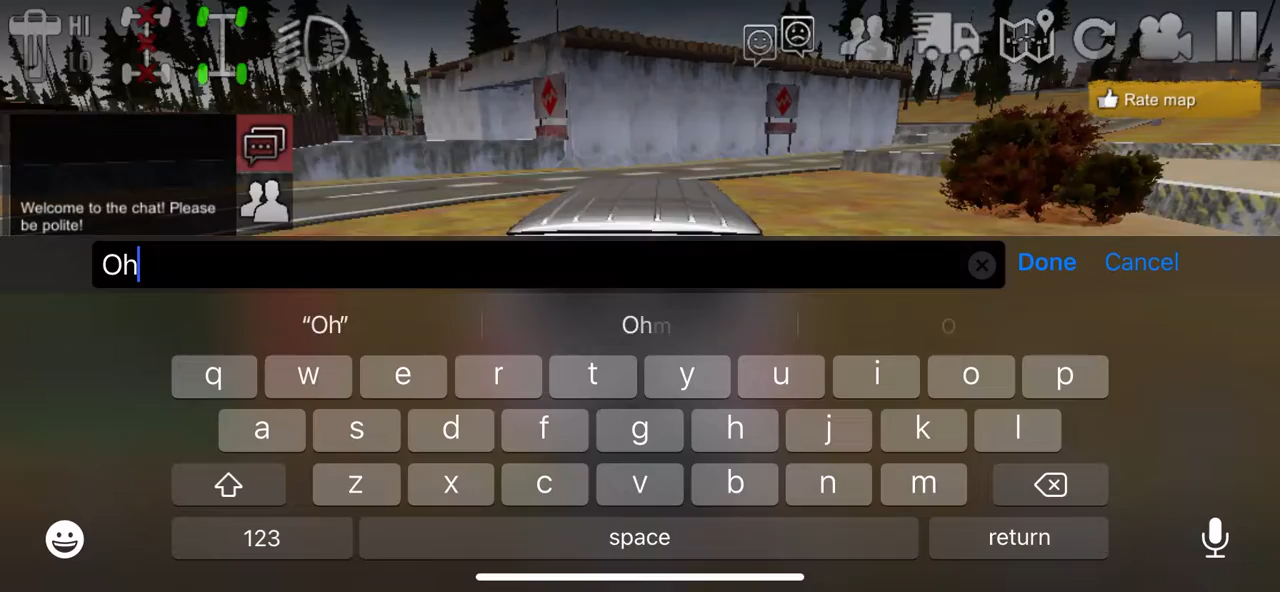 HI
LO
Rate map
Welcome to the chat! Please
be polite!
Oh
Done
Cancel
“Oh”
Ohm
o
q w e r t y u i o p
a s d f g h j k l
z x c v b n m
123
space
return